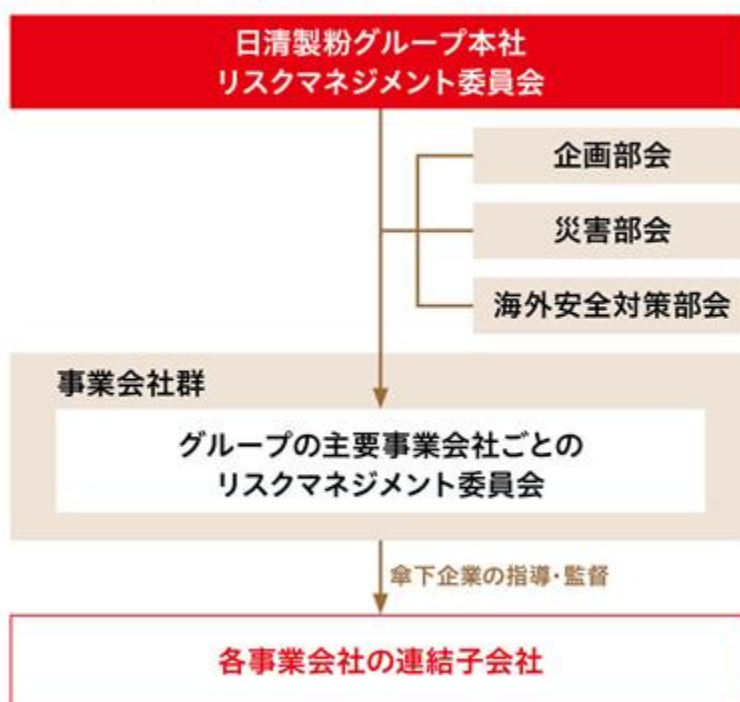 日清製粉グループ本社
リスクマネジメント委員会
企画部会
災害部会
海外安全対策部会
事業会社群
グループの主要事業会社ごとの
リスクマネジメント委員会
傘下企業の指導・監督
各事業会社の連結子会社